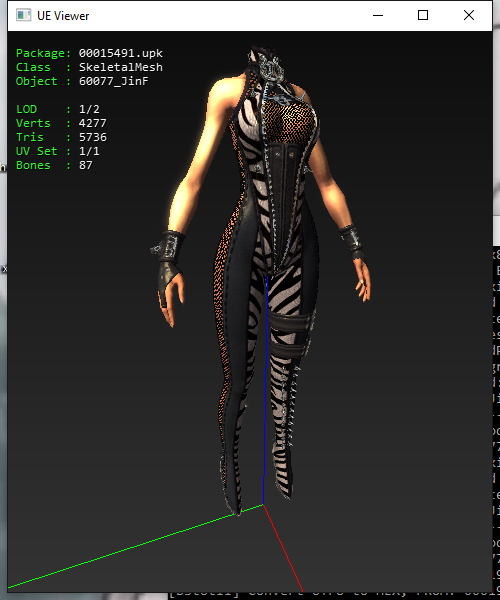 UE Viewer
Package: 00015491.upk
Class : SkeletalMesh
Object : 60077_JinF
LOD : 1/2
Verts : 4277
Tris : 5736
UV Set : 1/1
Bones : 87